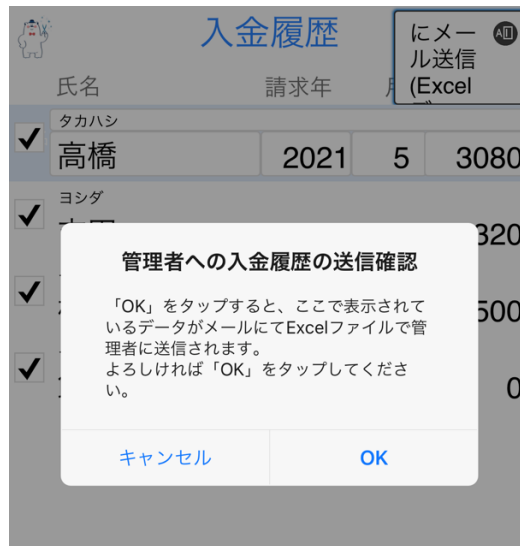 入金履歴
にメー
ル送信
(Excel
氏名
請求年
タカハシ
高橋
2021
5
3080
ヨシダ
320
500
0
管理者への入金履歴の送信確認
「OK」をタップすると、ここで表示されて
いるデータがメールにてExcelファイルで管
理者に送信されます。
よろしければ「OK」をタップしてくださ
い。
キャンセル
OK